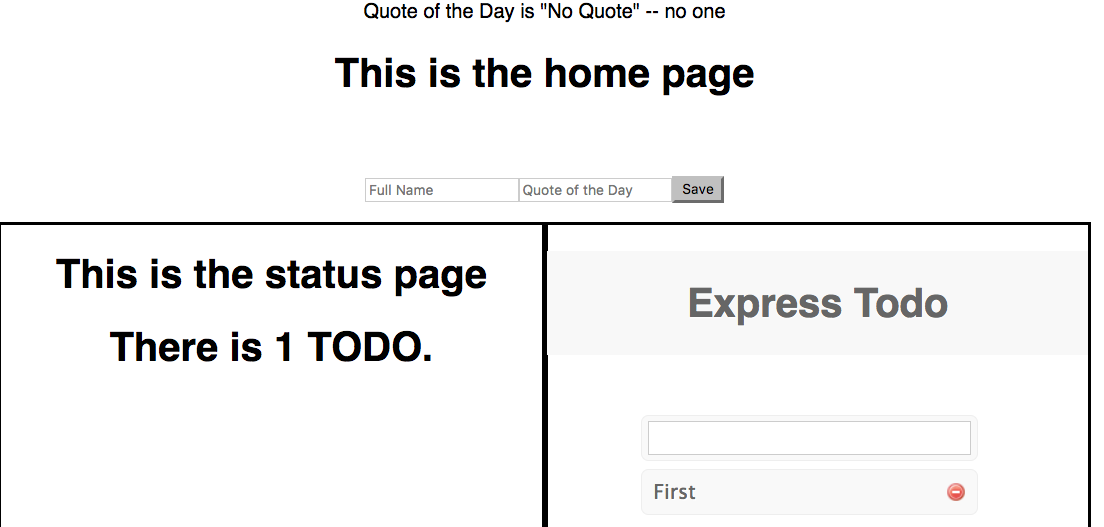 Quote of the Day is "No Quote" -- no one
This is the home page
Full Name Quote of the Day Save
This is the status page
There is 1 TODO.
Express Todo
First